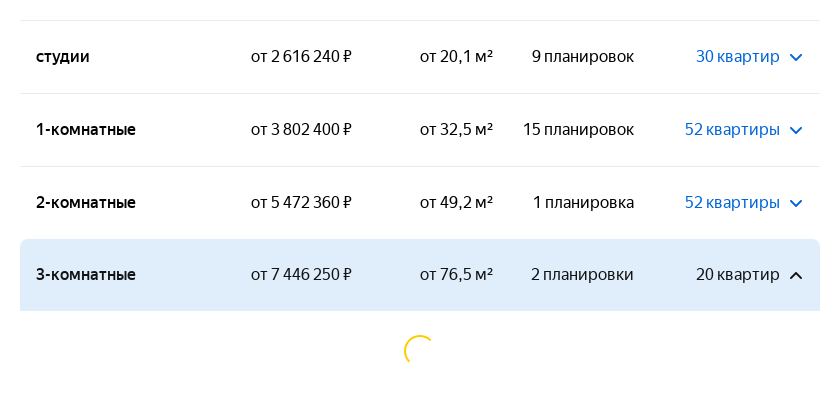 студии от 2 616 240 ₽ от 20,1 м² 9 планировок 30 квартир
1-комнатные от 3 802 400 ₽ от 32,5 м² 15 планировок 52 квартиры
2-комнатные от 5 472 360 ₽ от 49,2 м² 1 планировка 52 квартиры
3-комнатные от 7 446 250 ₽ от 76,5 м² 2 планировки 20 квартир